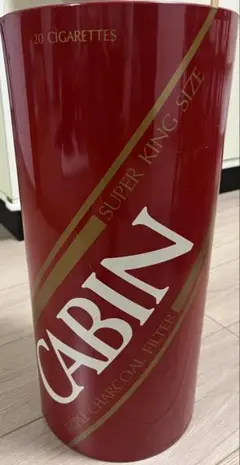 20 CIGARETTES
SUPER KING SIZE
CABIN
CHARCOAL FILTER